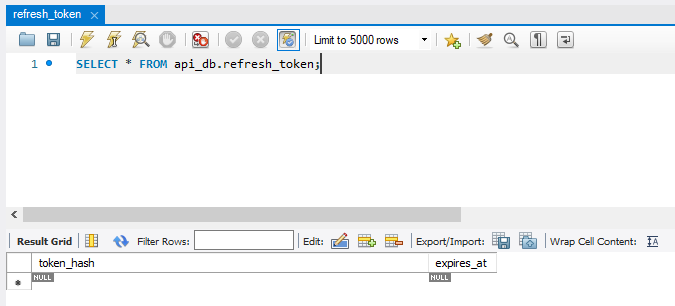 refresh_token
Limit to 5000 rows
1 SELECT * FROM api_db.refresh_token;
Result Grid Filter Rows: Edit: Export/Import: Wrap Cell Content:
token_hash expires_at
NULL NULL